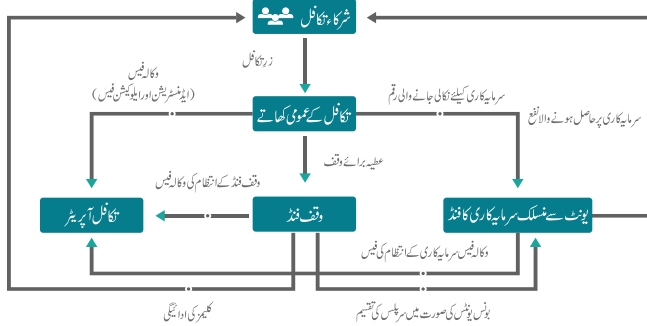 شرکاء تکافل
زرِ تکافل
وکالہ فیس
(ایڈمنسٹریشن اور ایلوکیشن فیس)
سرمایہ کاری کیلئے نکالی جانے والی رقم
تکافل کے عمومی کھاتے
سرمایہ کاری پر حاصل ہونے والا نفع
عطیہ برائے وقف
وقف فنڈ کے انتظام کی وکالہ فیس
یونٹ سے منسلک سرمایہ کاری کا فنڈ
وقف فنڈ
تکافل آپریٹر
وکالہ فیس سرمایہ کاری کے انتظام کی فیس
کلیمز کی ادائیگی
بونس یونٹس کی صورت میں سرپلس کی تقسیم